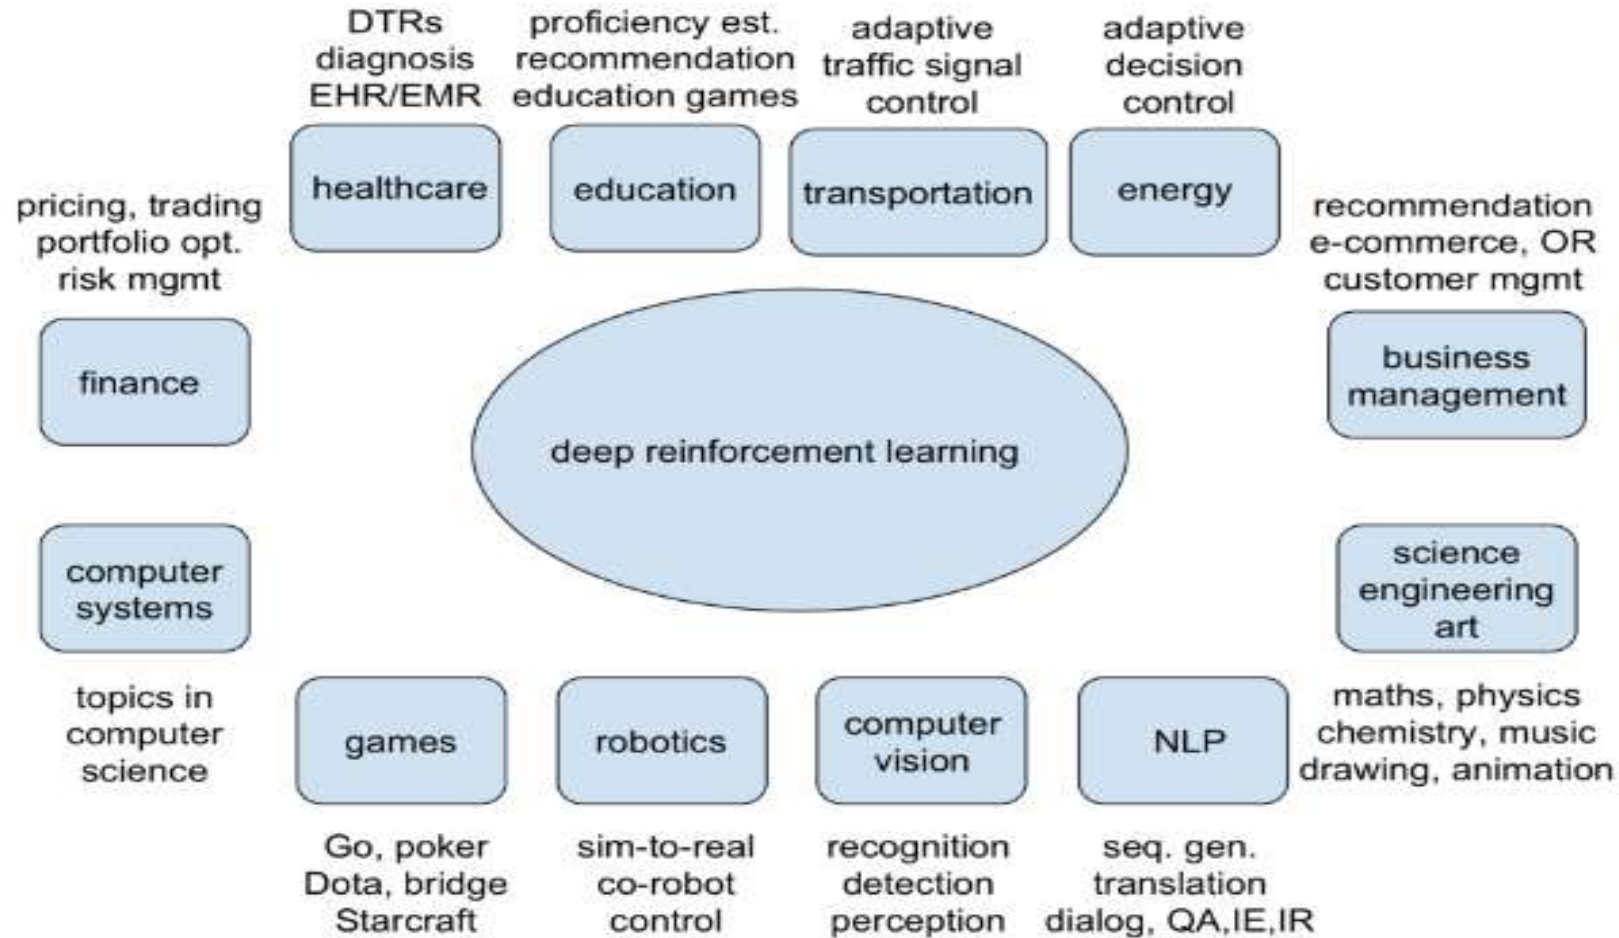 DTRs
diagnosis
EHR/EMR
healthcare
proficiency est.
recommendation
education games
education
adaptive
traffic signal
control
transportation
adaptive
decision
control
energy
pricing, trading
portfolio opt.
risk mgmt
finance
recommendation
e-commerce, OR
customer mgmt
business
management
deep reinforcement learning
computer
systems
topics in
computer
science
science
engineering
art
maths, physics
chemistry, music
drawing, animation
games
Go, poker
Dota, bridge
Starcraft
robotics
sim-to-real
co-robot
control
computer
vision
recognition
detection
perception
NLP
seq. gen.
translation
dialog, QA,IE,IR